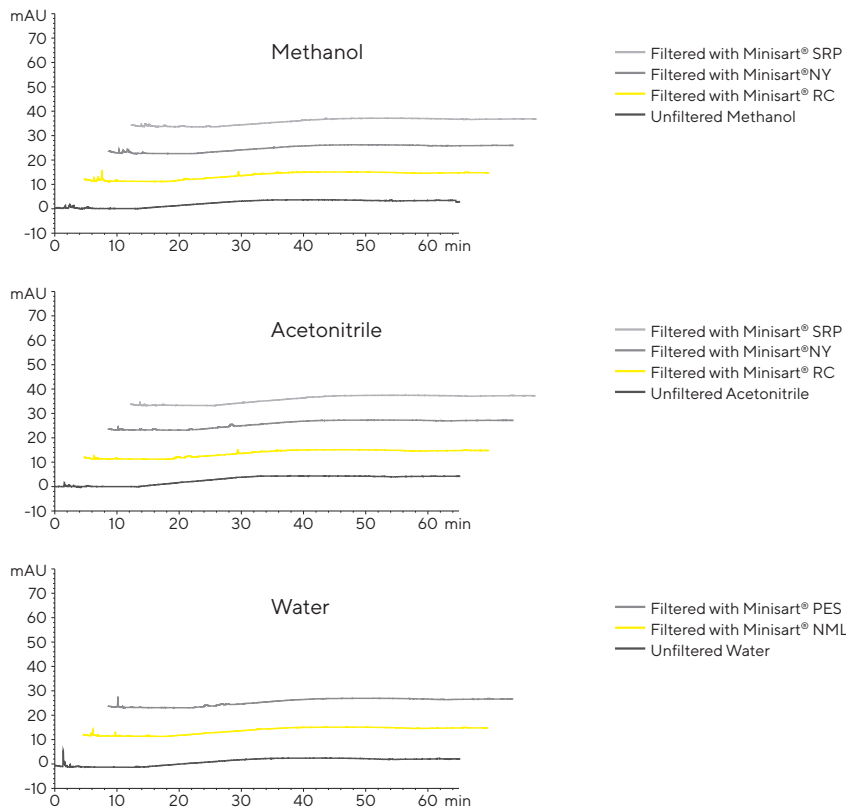 mAU
70
60
50
40
30
20
10
0
-10
Methanol
0 10 20 30 40 50 60 min
Filtered with Minisart® SRP
Filtered with Minisart®NY
Filtered with Minisart® RC
Unfiltered Methanol
mAU
70
60
50
40
30
20
10
0
-10
Acetonitrile
0 10 20 30 40 50 60 min
Filtered with Minisart® SRP
Filtered with Minisart®NY
Filtered with Minisart® RC
Unfiltered Acetonitrile
mAU
70
60
50
40
30
20
10
0
-10
Water
0 10 20 30 40 50 60 min
Filtered with Minisart® PES
Filtered with Minisart® NML
Unfiltered Water